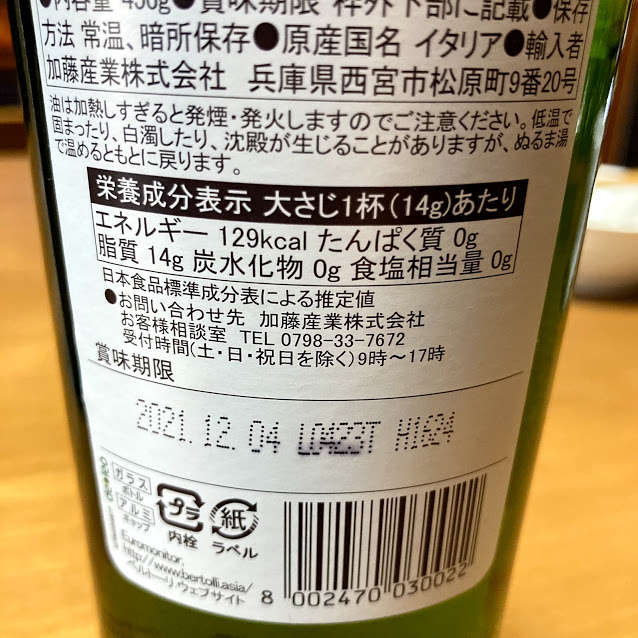 ●内容量 456g●賞味期限 枠外下部に記載●保存
方法 常温、暗所保存●原産国名 イタリア●輸入者
加藤産業株式会社 兵庫県西宮市松原町9番20号
油は加熱しすぎると発煙・発火しますのでご注意ください。低温で
固まったり、白濁したり、沈殿が生じることがありますが、ぬるま湯
で温めるともとに戻ります。
栄養成分表示 大さじ1杯(14g)あたり
エネルギー 129kcal たんぱく質 0g
脂質 14g 炭水化物 0g 食塩相当量 0g
日本食品標準成分表による推定値
●お問い合わせ先 加藤産業株式会社
お客様相談室 TEL 0798-33-7672
受付時間(土・日・祝日を除く)9時～17時
賞味期限
2021.12.04 L0423T H1624
ガラス
ボトル
アルミ
キャップ
プラ
内栓
紙
ラベル
Euromonitor,
http://www.bertolli.asia/
ベルトーリ ウェブサイト
8 002470 030022